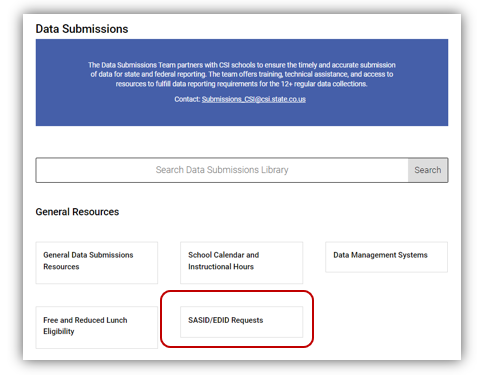 Data Submissions
The Data Submissions Team partners with CSI schools to ensure the timely and accurate submission
of data for state and federal reporting. The team offers training, technical assistance, and access to
resources to fulfill data reporting requirements for the 12+ regular data collections.
Contact: Submissions_CSI@csi.state.co.us
Search Data Submissions Library
Search
General Resources
General Data Submissions
Resources
School Calendar and
Instructional Hours
Data Management Systems
Free and Reduced Lunch
Eligibility
SASID/EDID Requests